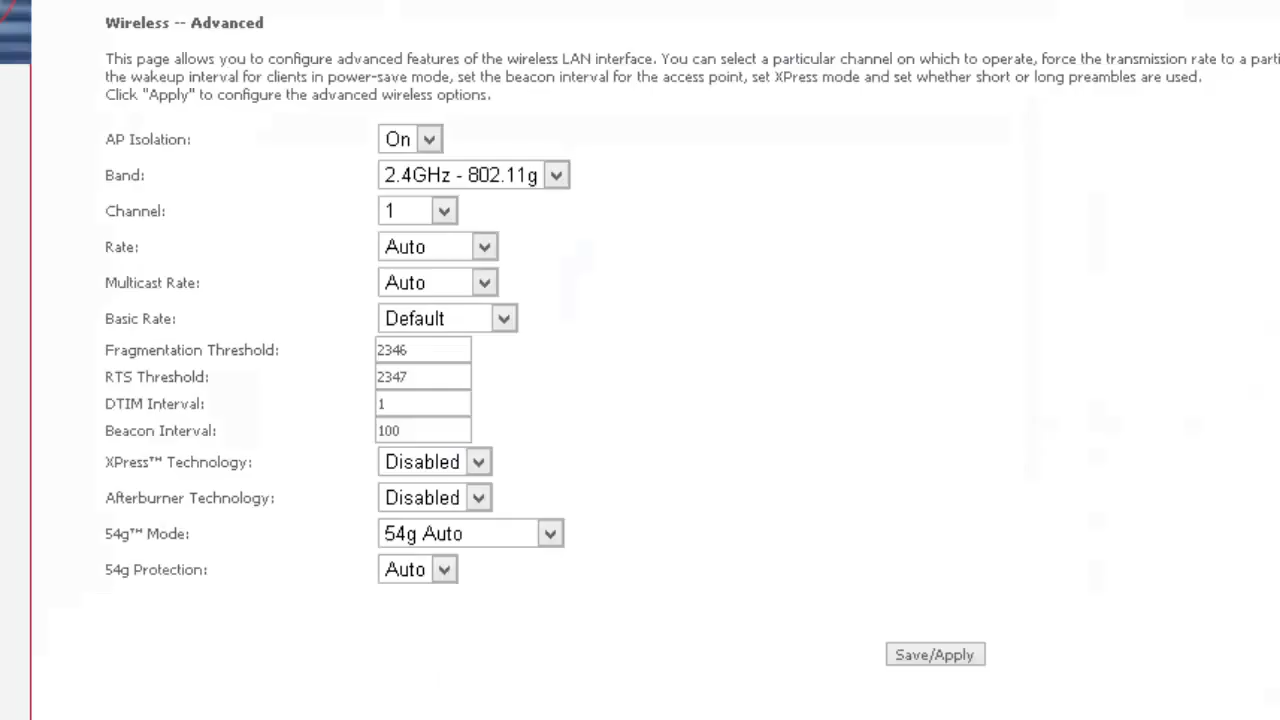 Wireless -- Advanced
This page allows you to configure advanced features of the wireless LAN interface. You can select a particular channel on which to operate, force the transmission rate to a
the wakeup interval for clients in power-save mode, set the beacon interval for the access point, set XPress mode and set whether short or long preambles are used.
Click "Apply" to configure the advanced wireless options.
AP Isolation: On
Band: 2.4GHz - 802.11g
Channel: 1
Rate: Auto
Multicast Rate: Auto
Basic Rate: Default
Fragmentation Threshold: 2346
RTS Threshold: 2347
DTIM Interval: 1
Beacon Interval: 100
XPress™ Technology: Disabled
Afterburner Technology: Disabled
54g™ Mode: 54g Auto
54g Protection: Auto
Save/Apply